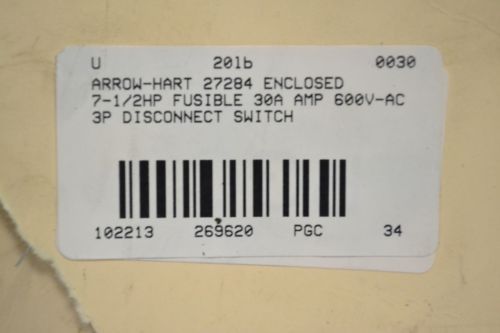 U 201b 0030
ARROW-HART 27284 ENCLOSED
7-1/2HP FUSIBLE 30A AMP 600V-AC
3P DISCONNECT SWITCH
102213 269620 PGC 34